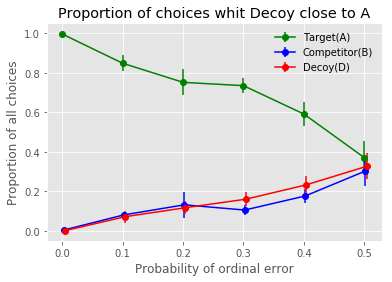 Proportion of choices whit Decoy close to A
Target(A)
Competitor(B)
Decoy(D)
Proportion of all choices
1.0
0.8
0.6
0.4
0.2
0.0
0.0 0.1 0.2 0.3 0.4 0.5
Probability of ordinal error